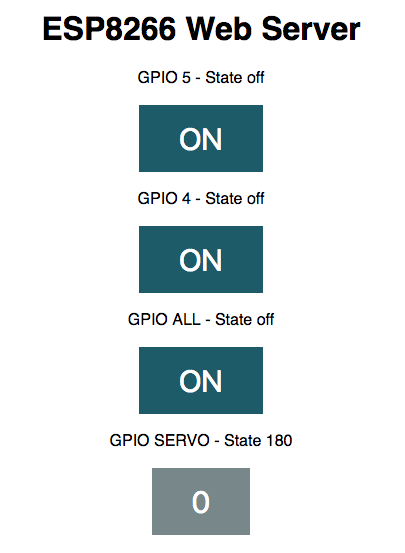 ESP8266 Web Server
GPIO 5 - State off
ON
GPIO 4 - State off
ON
GPIO ALL - State off
ON
GPIO SERVO - State 180
0